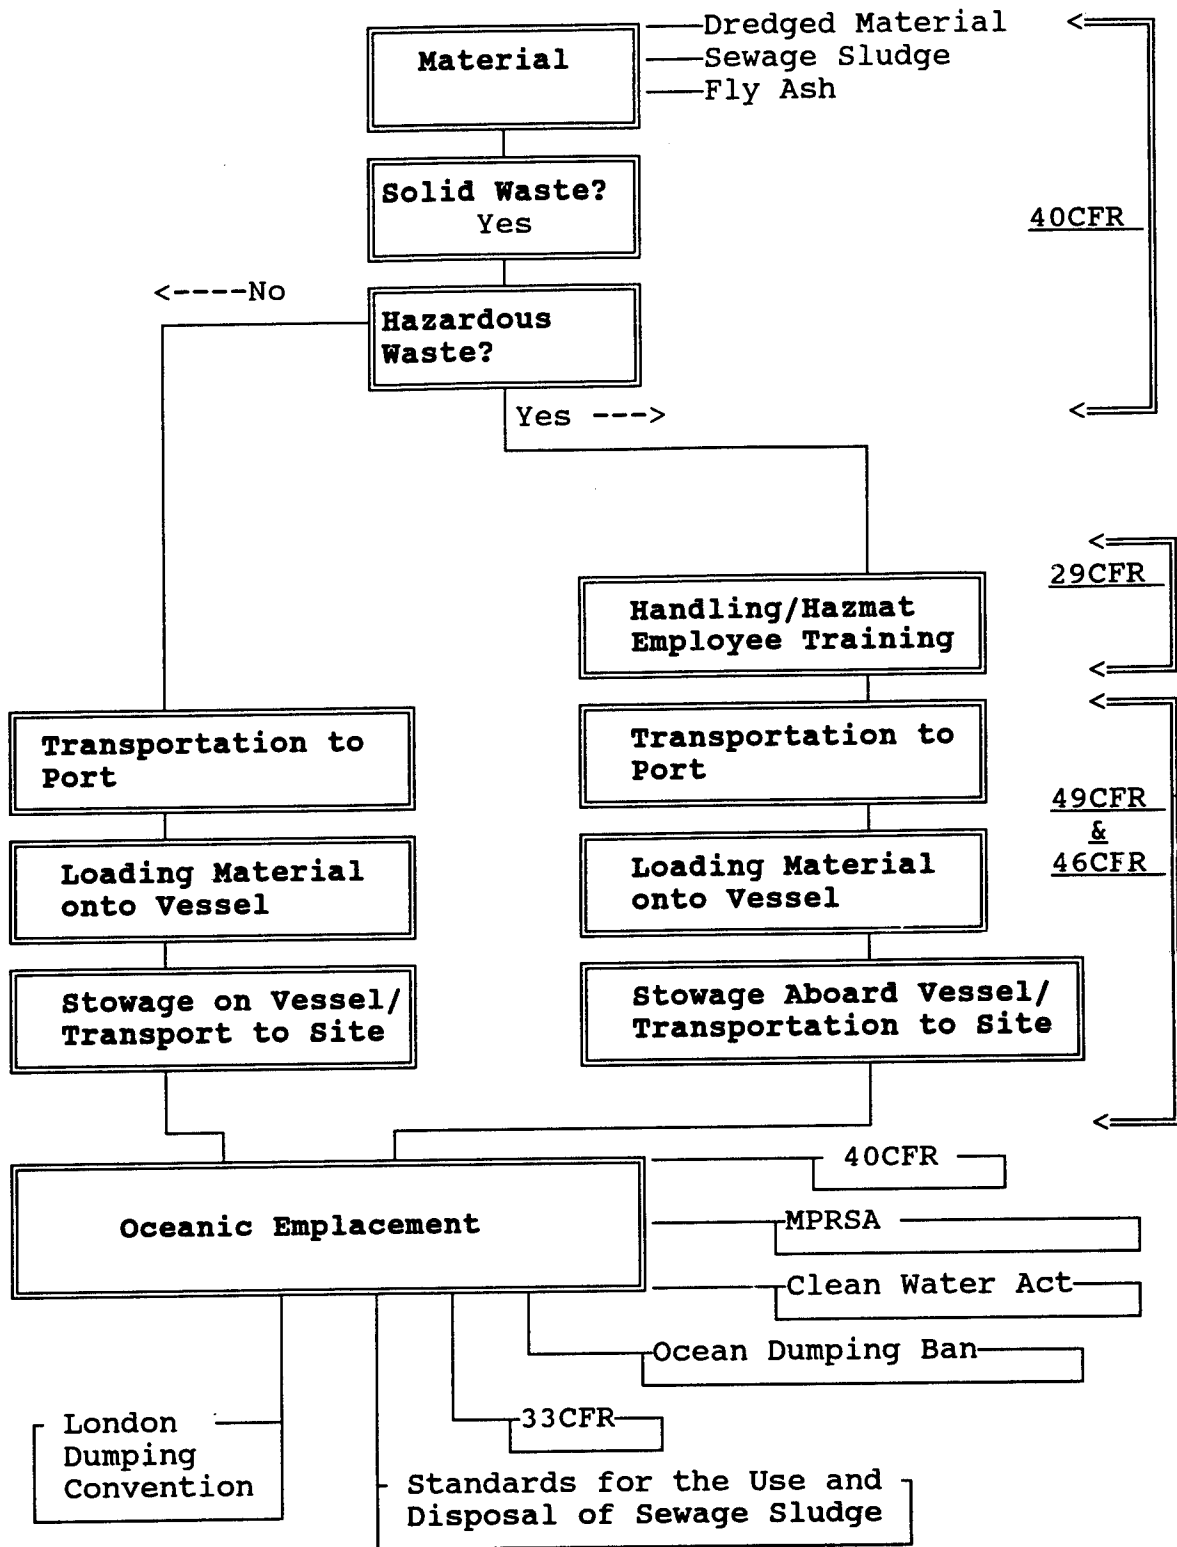 Material
Dredged Material
Sewage Sludge
Fly Ash
<
Solid Waste?
Yes
40CFR
<----No
Hazardous
Waste?
Yes --->
<
<
29CFR
Handling/Hazmat
Employee Training
<
<
Transportation to
Port
Transportation to
Port
49CFR
&
46CFR
Loading Material
onto Vessel
Loading Material
onto Vessel
Stowage on Vessel/
Transport to Site
Stowage Aboard Vessel/
Transportation to Site
<
Oceanic Emplacement
40CFR
MPRSA
Clean Water Act
Ocean Dumping Ban
33CFR
London
Dumping
Convention
Standards for the Use and
Disposal of Sewage Sludge